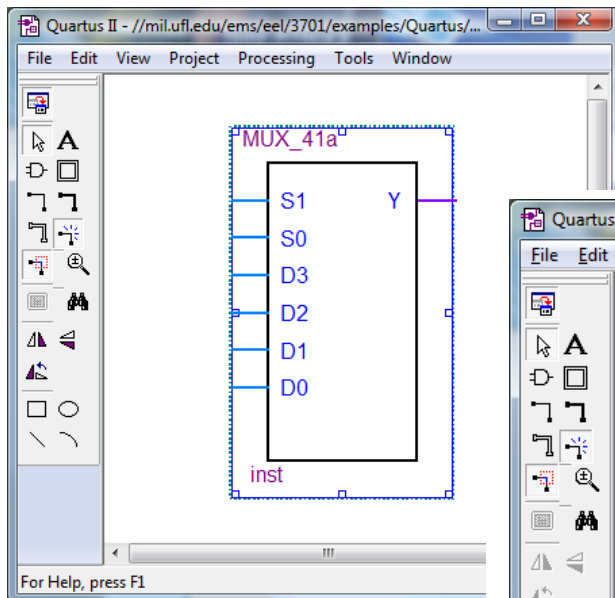 Quartus II - //mil.ufl.edu/ems/eel/3701/examples/Quartus/...
File Edit View Project Processing Tools Window
A
MUX_41a
S1 Y
S0
D3
D2
D1
D0
inst
For Help, press F1
Quartus
File Edit
A